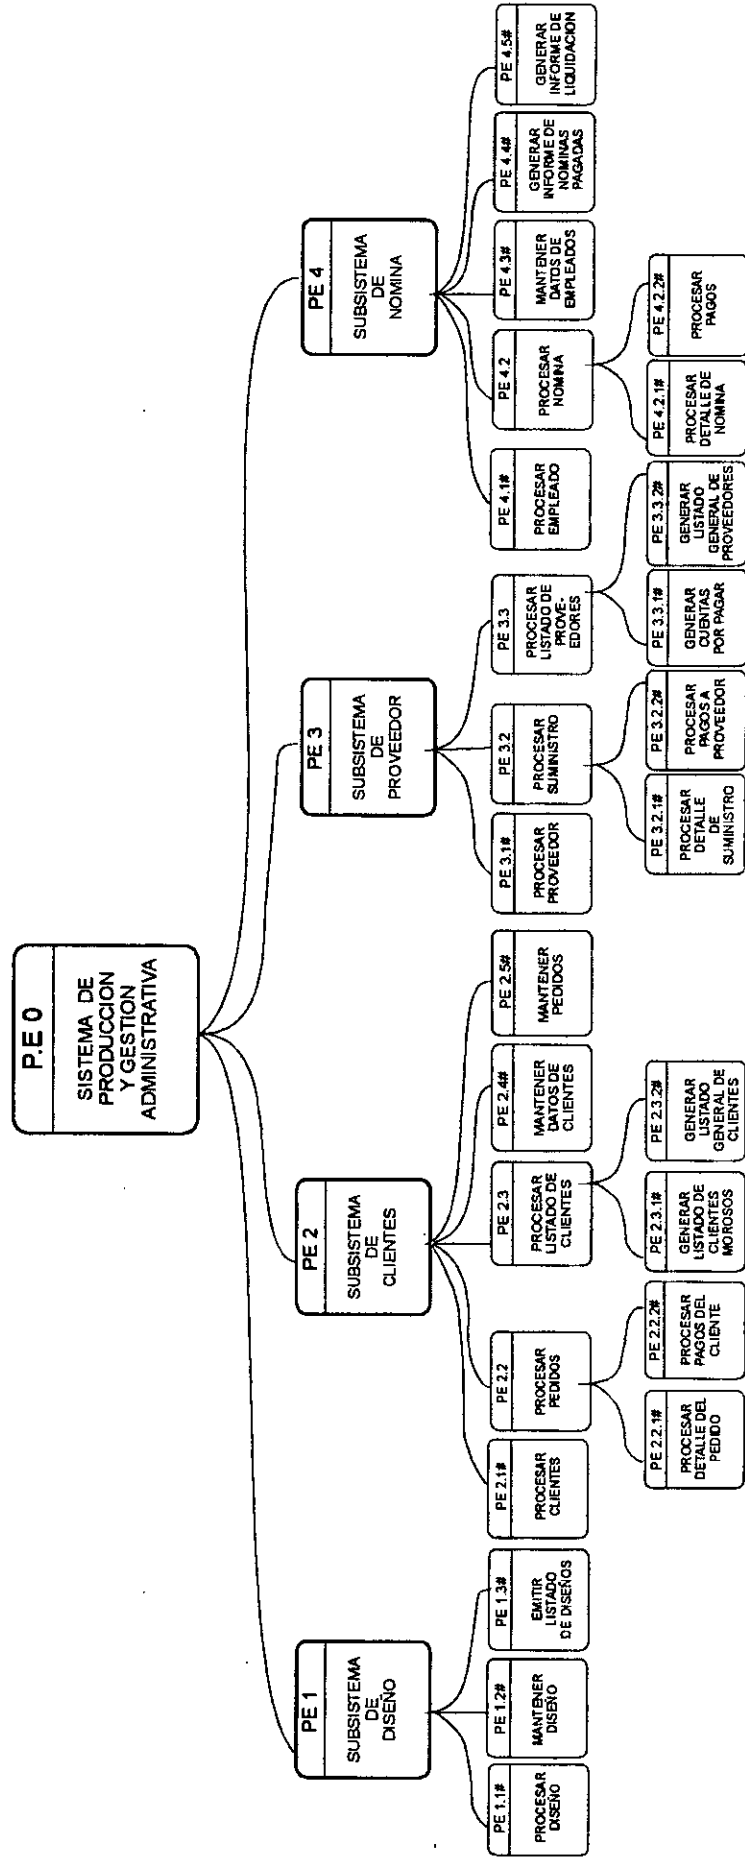 P.E 0
SISTEMA DE
PRODUCCION
Y GESTION
ADMINISTRATIVA
PE 1
SUBSISTEMA
DE
DISEÑO
PE 2
SUBSISTEMA
DE
CLIENTES
PE 3
SUBSISTEMA
DE
PROVEEDOR
PE 4
SUBSISTEMA
DE
NOMINA
PE 1.1#
PROCESAR
DISEÑO
PE 1.2#
MANTENER
DISEÑO
PE 1.3#
EMITIR
LISTADO
DE DISEÑOS
PE 2.1#
PROCESAR
CLIENTES
PE 2.2
PROCESAR
PEDIDOS
PE 2.3
PROCESAR
LISTADO DE
CLIENTES
PE 2.4#
MANTENER
DATOS DE
CLIENTES
PE 2.5#
MANTENER
PEDIDOS
PE 3.1#
PROCESAR
PROVEEDOR
PE 3.2
PROCESAR
SUMINISTRO
PE 3.3
PROCESAR
LISTADO DE
PROVE-
EDORES
PE 4.1#
PROCESAR
EMPLEADO
PE 4.2
PROCESAR
NOMINA
PE 4.3#
MANTENER
DATOS DE
EMPLEADOS
PE 4.4#
GENERAR
INFORME DE
NOMINAS
PAGADAS
PE 4.5#
GENERAR
INFORME DE
LIQUIDACION
PE 2.2.1#
PROCESAR
DETALLE DEL
PEDIDO
PE 2.2.2#
PROCESAR
PAGOS DEL
CLIENTE
PE 2.3.1#
GENERAR
LISTADO DE
CLIENTES
MOROSOS
PE 2.3.2#
GENERAR
LISTADO
GENERAL DE
CLIENTES
PE 3.2.1#
PROCESAR
DETALLE
DE
SUMINISTRO
PE 3.2.2#
PROCESAR
PAGOS A
PROVEEDOR
PE 3.3.1#
GENERAR
CUENTAS
POR PAGAR
PE 3.3.2#
GENERAR
LISTADO
GENERAL DE
PROVEEDORES
PE 4.2.1#
PROCESAR
DETALLE DE
NOMINA
PE 4.2.2#
PROCESAR
PAGOS